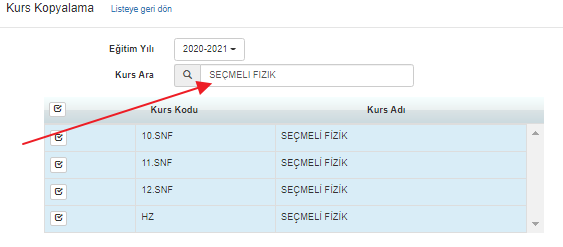 Kurs Kopyalama Listeye geri dön
Eğitim Yılı 2020-2021
Kurs Ara SEÇMELİ FIZIK
Kurs Kodu Kurs Adı
10.SNF SEÇMELİ FİZİK
11.SNF SEÇMELİ FİZİK
12.SNF SEÇMELİ FİZİK
HZ SEÇMELİ FİZİK